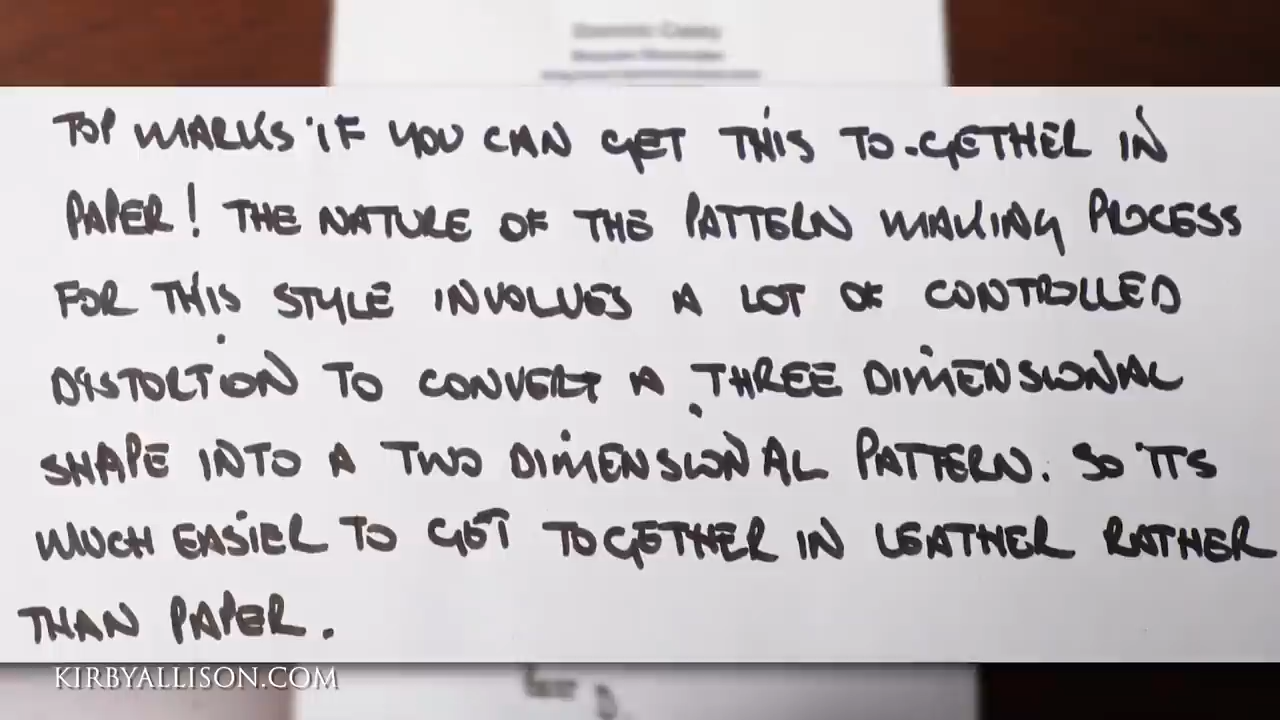 TOP MARKS IF YOU CAN GET THIS TO-GETHER IN
PAPER! THE NATURE OF THE PATTERN MAKING PROCESS
FOR THIS STYLE INVOLVES A LOT OF CONTROLLED
DISTORTION TO CONVERT A THREE DIMENSIONAL
SHAPE INTO A TWO DIMENSIONAL PATTERN. SO ITS
MUCH EASIER TO GET TOGETHER IN LEATHER RATHER
THAN PAPER.
KIRBYALLISON.COM